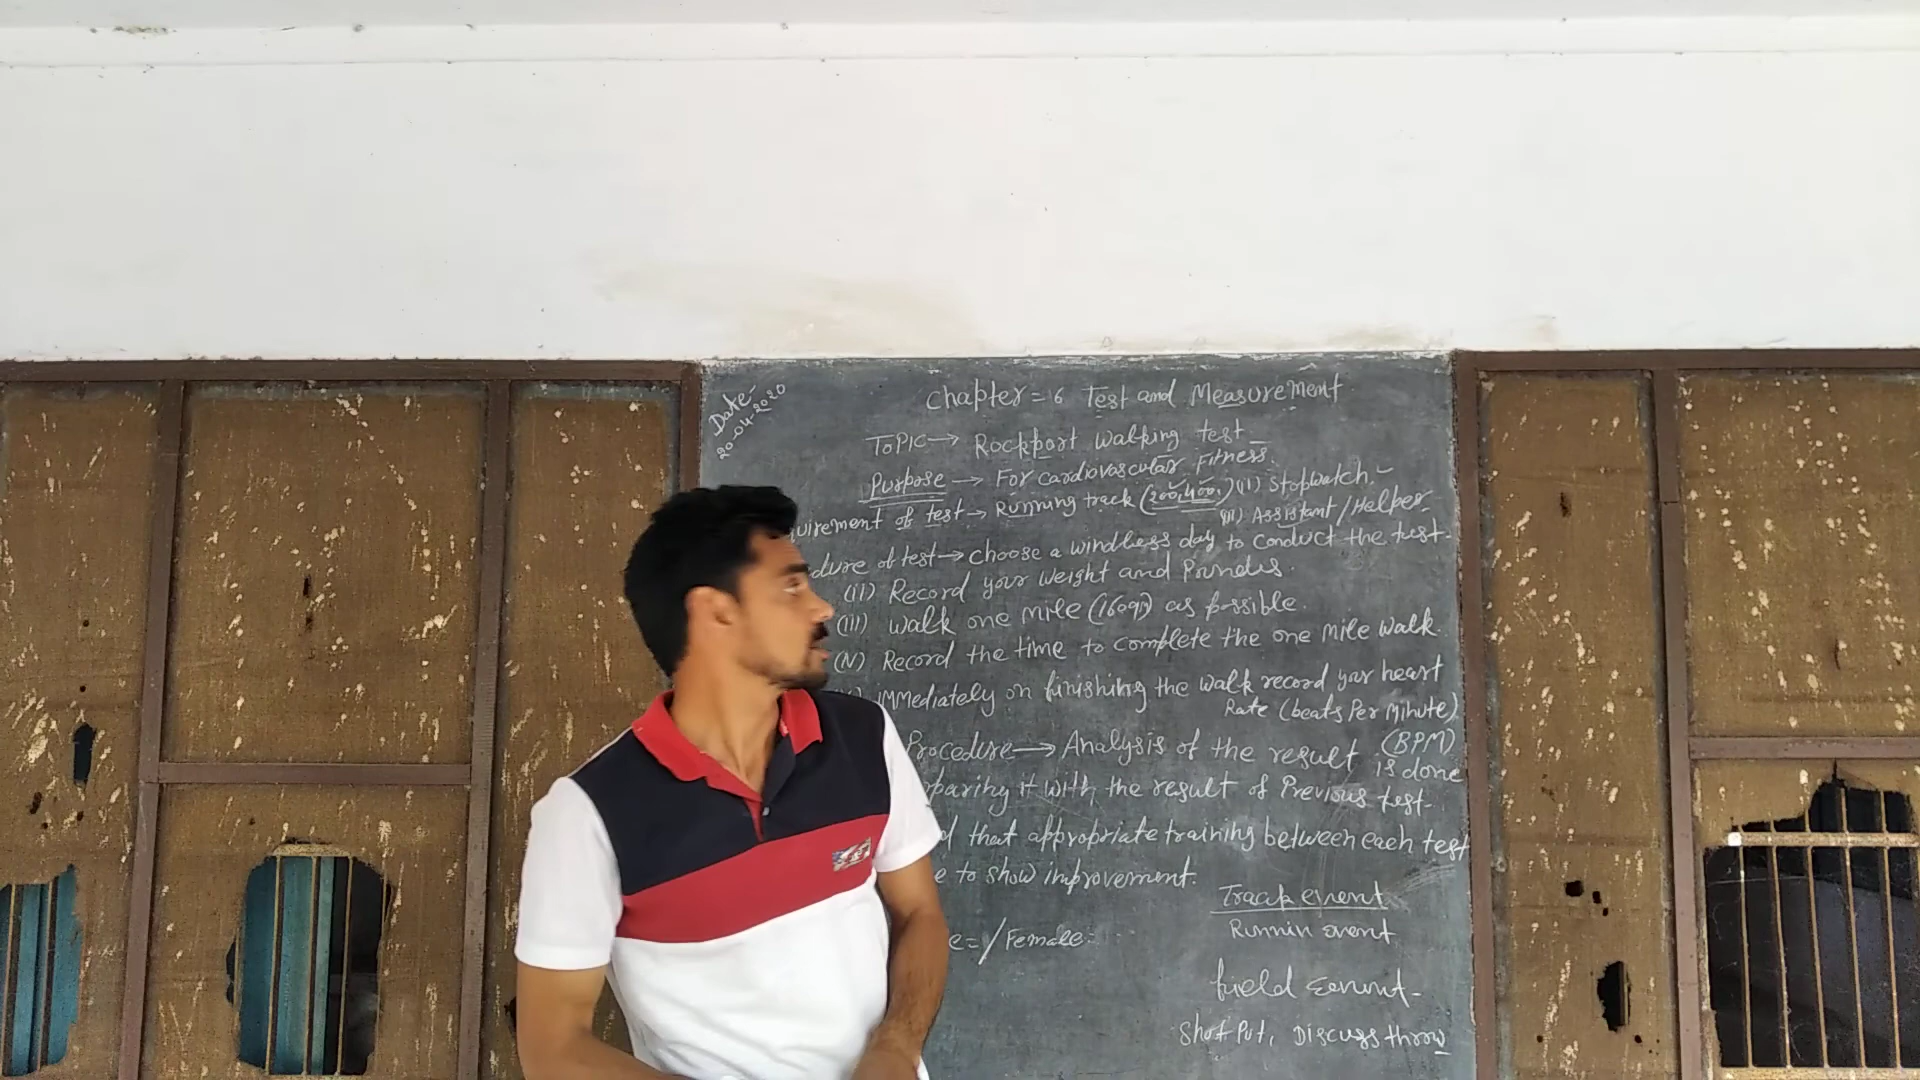 Date-
20-04-2020
Chapter=6 Test and Measurement
Topic→ Rockport Walking test
Purpose → For cardiovascular Fitness.
uirement of test→ Running track (200,400,) (II) Stopwatch.
(III) Assistant/Helper.
dure of test→ choose a windless day to conduct the test.
(II) Record your weight and
(III) Walk one mile as possible.
(IV) Record the time to complete the one mile walk.
immediately on finishing the walk record your heart
Rate (beats Per Minute)
(BPM)
Procedure→ Analysis of the result is done
it with the result of Previous test.
d that appropriate training between each test
e to show improvement.
Track event
e=/Female=
Runnin event
field
Shot Put, Discuss throw